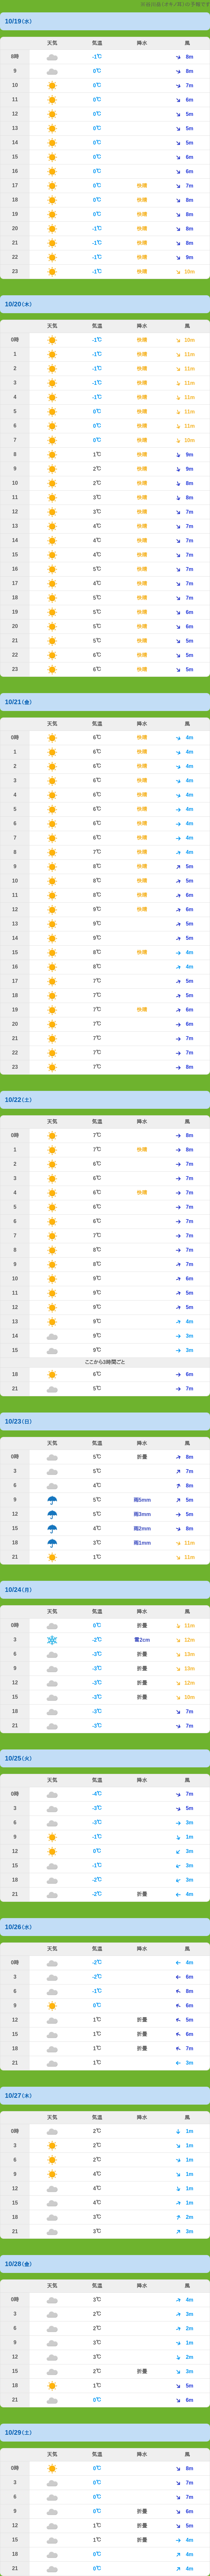 10/19(水)
天気 気温 降水 風
8時 -1℃ 8m
9 0℃ 8m
10 0℃ 7m
11 0℃ 6m
12 0℃ 5m
13 0℃ 5m
14 0℃ 5m
15 0℃ 6m
16 0℃ 6m
17 0℃ 快晴 7m
18 0℃ 快晴 8m
19 0℃ 快晴 8m
20 -1℃ 快晴 8m
21 -1℃ 快晴 8m
22 -1℃ 快晴 9m
23 -1℃ 快晴 10m
10/20(木)
天気 気温 降水 風
0時 -1℃ 快晴 10m
1 -1℃ 快晴 11m
2 -1℃ 快晴 11m
3 -1℃ 快晴 11m
4 -1℃ 快晴 11m
5 0℃ 快晴 11m
6 0℃ 快晴 11m
7 0℃ 快晴 10m
8 1℃ 快晴 9m
9 2℃ 快晴 9m
10 2℃ 快晴 8m
11 3℃ 快晴 8m
12 3℃ 快晴 7m
13 4℃ 快晴 7m
14 4℃ 快晴 7m
15 4℃ 快晴 7m
16 5℃ 快晴 7m
17 4℃ 快晴 7m
18 5℃ 快晴 7m
19 5℃ 快晴 6m
20 5℃ 快晴 6m
21 5℃ 快晴 5m
22 6℃ 快晴 5m
23 6℃ 快晴 5m
10/21(金)
天気 気温 降水 風
0時 6℃ 快晴 4m
1 6℃ 快晴 4m
2 6℃ 快晴 4m
3 6℃ 快晴 4m
4 6℃ 快晴 4m
5 6℃ 快晴 4m
6 6℃ 快晴 4m
7 6℃ 快晴 4m
8 7℃ 快晴 4m
9 8℃ 快晴 5m
10 8℃ 快晴 5m
11 8℃ 快晴 6m
12 9℃ 快晴 6m
13 9℃ 5m
14 9℃ 5m
15 8℃ 快晴 4m
16 8℃ 4m
17 7℃ 5m
18 7℃ 5m
19 7℃ 快晴 6m
20 7℃ 6m
21 7℃ 7m
22 7℃ 7m
23 7℃ 8m
10/22(土)
天気 気温 降水 風
0時 7℃ 8m
1 7℃ 快晴 8m
2 6℃ 7m
3 6℃ 7m
4 6℃ 快晴 7m
5 6℃ 7m
6 6℃ 7m
7 7℃ 7m
8 8℃ 7m
9 8℃ 7m
10 9℃ 6m
11 9℃ 5m
12 9℃ 5m
13 9℃ 4m
14 9℃ 3m
15 9℃ 3m
ここから3時間ごと
18 6℃ 6m
21 5℃ 7m
10/23(日)
天気 気温 降水 風
0時 5℃ 折畳 8m
3 5℃ 7m
6 4℃ 8m
9 5℃ 雨5mm 5m
12 5℃ 雨3mm 5m
15 4℃ 雨2mm 8m
18 3℃ 雨1mm 11m
21 1℃ 11m
10/24(月)
天気 気温 降水 風
0時 0℃ 折畳 11m
3 -2℃ 雪2cm 12m
6 -3℃ 折畳 13m
9 -3℃ 折畳 13m
12 -3℃ 折畳 12m
15 -3℃ 折畳 10m
18 -3℃ 7m
21 -3℃ 7m
10/25(火)
天気 気温 降水 風
0時 -4℃ 7m
3 -3℃ 5m
6 -3℃ 3m
9 -1℃ 1m
12 0℃ 3m
15 -1℃ 3m
18 -2℃ 3m
21 -2℃ 折畳 4m
10/26(水)
天気 気温 降水 風
0時 -2℃ 4m
3 -2℃ 6m
6 -1℃ 8m
9 0℃ 6m
12 1℃ 折畳 5m
15 1℃ 折畳 6m
18 1℃ 折畳 7m
21 1℃ 3m
10/27(木)
天気 気温 降水 風
0時 2℃ 1m
3 2℃ 1m
6 2℃ 1m
9 4℃ 1m
12 4℃ 1m
15 4℃ 1m
18 3℃ 2m
21 3℃ 3m
10/28(金)
天気 気温 降水 風
0時 3℃ 4m
3 2℃ 3m
6 2℃ 2m
9 3℃ 1m
12 3℃ 2m
15 2℃ 折畳 3m
18 1℃ 5m
21 0℃ 6m
10/29(土)
天気 気温 降水 風
0時 0℃ 8m
3 0℃ 7m
6 0℃ 7m
9 0℃ 折畳 6m
12 1℃ 折畳 5m
15 1℃ 折畳 4m
18 0℃ 4m
21 0℃ 4m